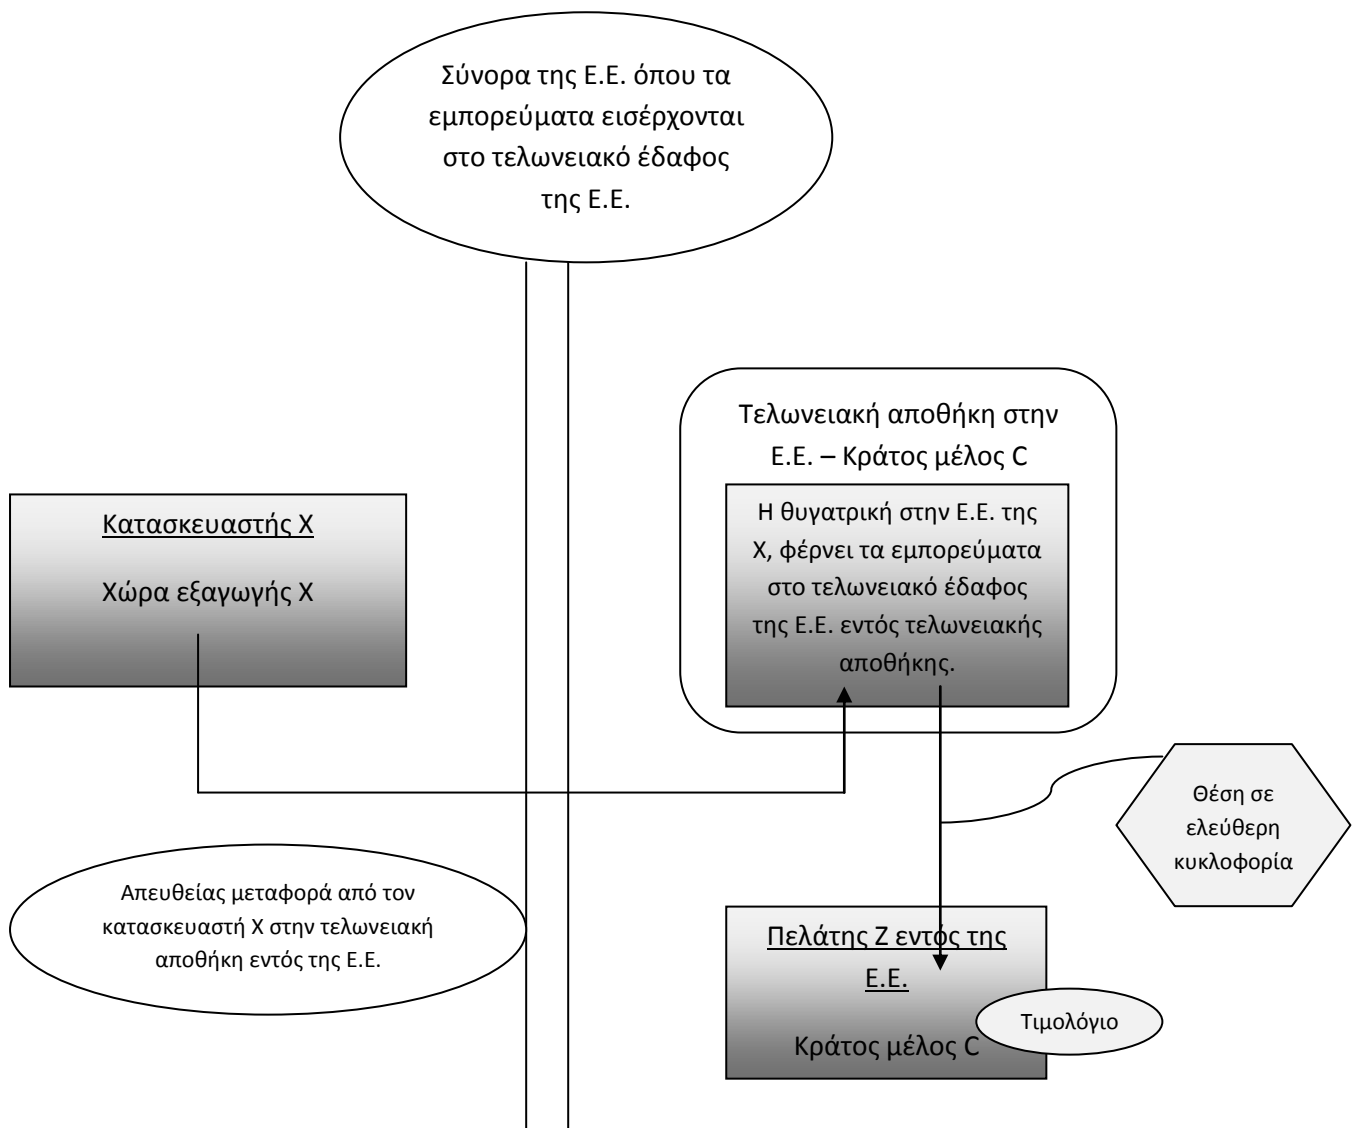 Σύνορα της Ε.Ε. όπου τα
εμπορεύματα εισέρχονται
στο τελωνειακό έδαφος
της Ε.Ε.
Τελωνειακή αποθήκη στην
Ε.Ε. – Κράτος μέλος C
Η θυγατρική στην Ε.Ε. της
Χ, φέρνει τα εμπορεύματα
στο τελωνειακό έδαφος
της Ε.Ε. εντός τελωνειακής
αποθήκης.
Κατασκευαστής Χ
Χώρα εξαγωγής Χ
Θέση σε
ελεύθερη
κυκλοφορία
Απευθείας μεταφορά από τον
κατασκευαστή Χ στην τελωνειακή
αποθήκη εντός της Ε.Ε.
Πελάτης Ζ εντός της
Ε.Ε.
Κράτος μέλος C
Τιμολόγιο